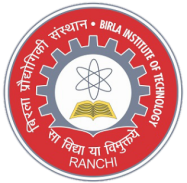 बिरला प्रौद्योगिकी संस्थान • BIRLA INSTITUTE OF TECHNOLOGY
सा विद्या या विमुक्तये
RANCHI